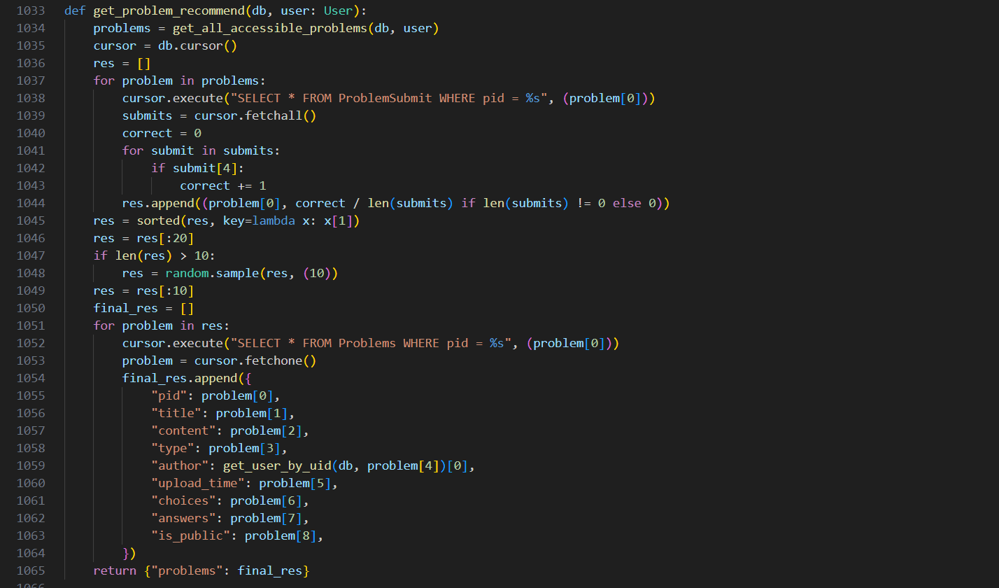 1033 def get_problem_recommend(db, user: User):
1034     problems = get_all_accessible_problems(db, user)
1035     cursor = db.cursor()
1036     res = []
1037     for problem in problems:
1038         cursor.execute("SELECT * FROM ProblemSubmit WHERE pid = %s", (problem[0]))
1039         submits = cursor.fetchall()
1040         correct = 0
1041         for submit in submits:
1042             if submit[4]:
1043                 correct += 1
1044         res.append((problem[0], correct / len(submits) if len(submits) != 0 else 0))
1045     res = sorted(res, key=lambda x: x[1])
1046     res = res[:20]
1047     if len(res) > 10:
1048         res = random.sample(res, (10))
1049     res = res[:10]
1050     final_res = []
1051     for problem in res:
1052         cursor.execute("SELECT * FROM Problems WHERE pid = %s", (problem[0]))
1053         problem = cursor.fetchone()
1054         final_res.append({
1055             "pid": problem[0],
1056             "title": problem[1],
1057             "content": problem[2],
1058             "type": problem[3],
1059             "author": get_user_by_uid(db, problem[4])[0],
1060             "upload_time": problem[5],
1061             "choices": problem[6],
1062             "answers": problem[7],
1063             "is_public": problem[8],
1064         })
1065     return {"problems": final_res}
1066